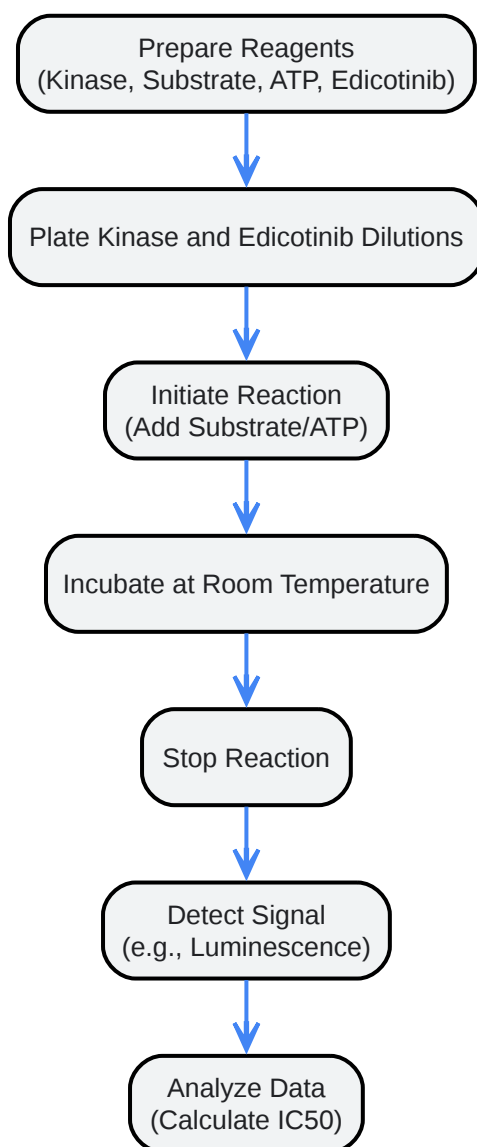 Prepare Reagents
(Kinase, Substrate, ATP, Edicotinib)
Plate Kinase and Edicotinib Dilutions
Initiate Reaction
(Add Substrate/ATP)
Incubate at Room Temperature
Stop Reaction
Detect Signal
(e.g., Luminescence)
Analyze Data
(Calculate IC50)